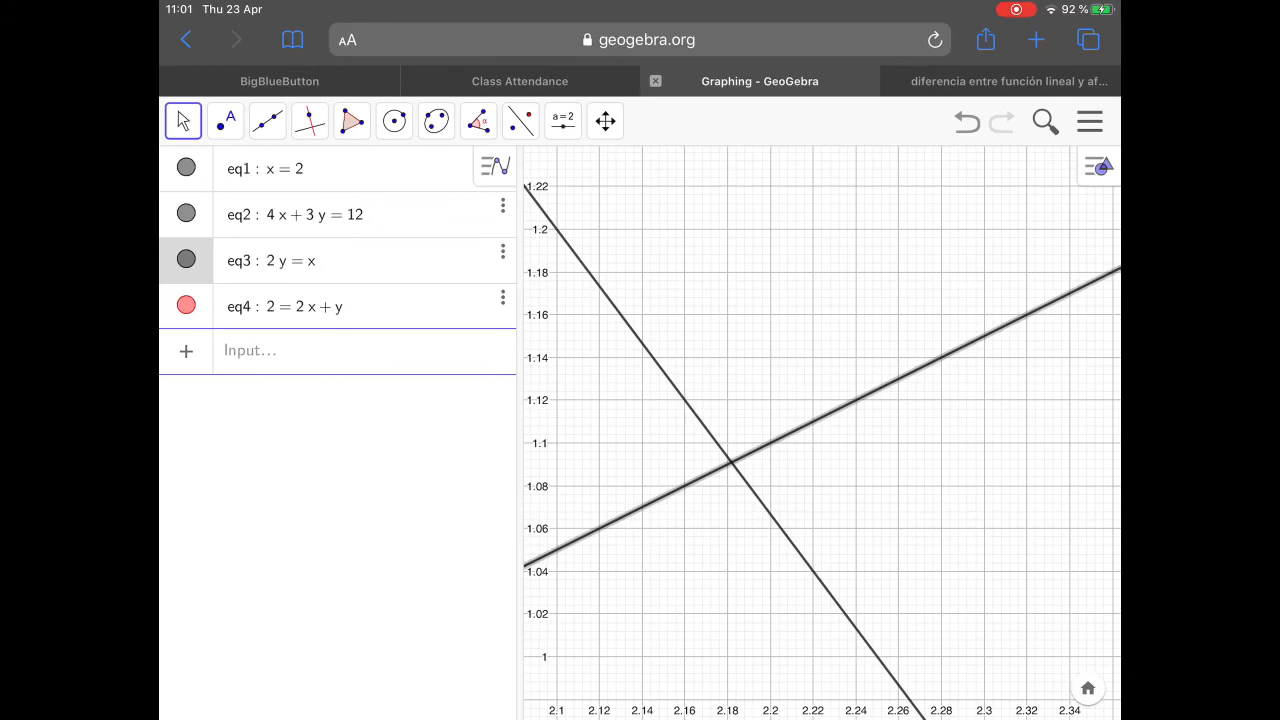 11:01 Thu 23 Apr
92 %
AA
geogebra.org
BigBlueButton
Class Attendance
Graphing - GeoGebra
diferencia entre función lineal y af...
A
α
a=2
eq1 : x = 2
eq2 : 4 x + 3 y = 12
eq3 : 2 y = x
eq4 : 2 = 2 x + y
Input...
1.22
1.2
1.18
1.16
1.14
1.12
1.1
1.08
1.06
1.04
1.02
1
2.1 2.12 2.14 2.16 2.18 2.2 2.22 2.24 2.26 2.28 2.3 2.32 2.34